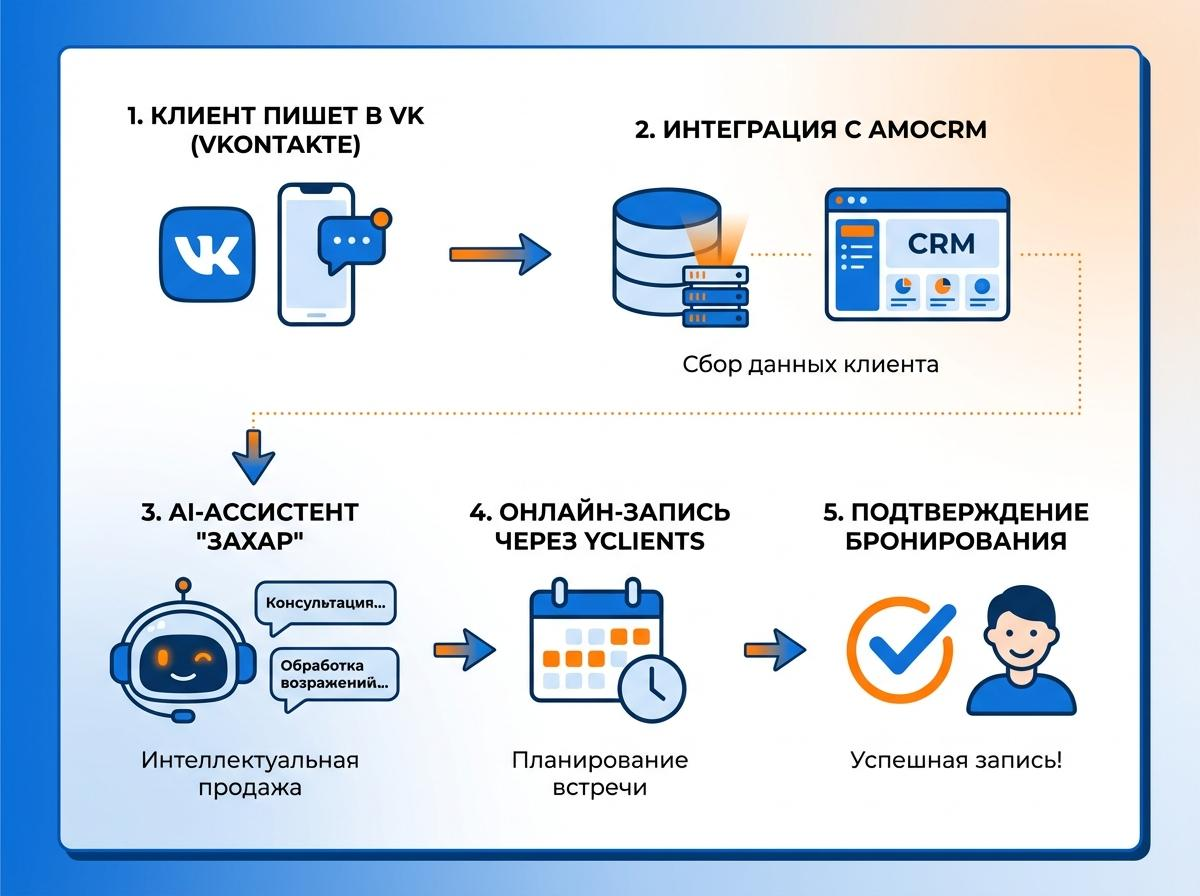 1. КЛИЕНТ ПИШЕТ В VK
(VKONTAKTE)
VK
2. ИНТЕГРАЦИЯ С AMOCRM
CRM
Сбор данных клиента
3. AI-АССИСТЕНТ
"ЗАХАР"
Консультация...
Обработка
возражений...
Интеллектуальная
продажа
4. ОНЛАЙН-ЗАПИСЬ
ЧЕРЕЗ YCLIENTS
Планирование
встречи
5. ПОДТВЕРЖДЕНИЕ
БРОНИРОВАНИЯ
Успешная запись!